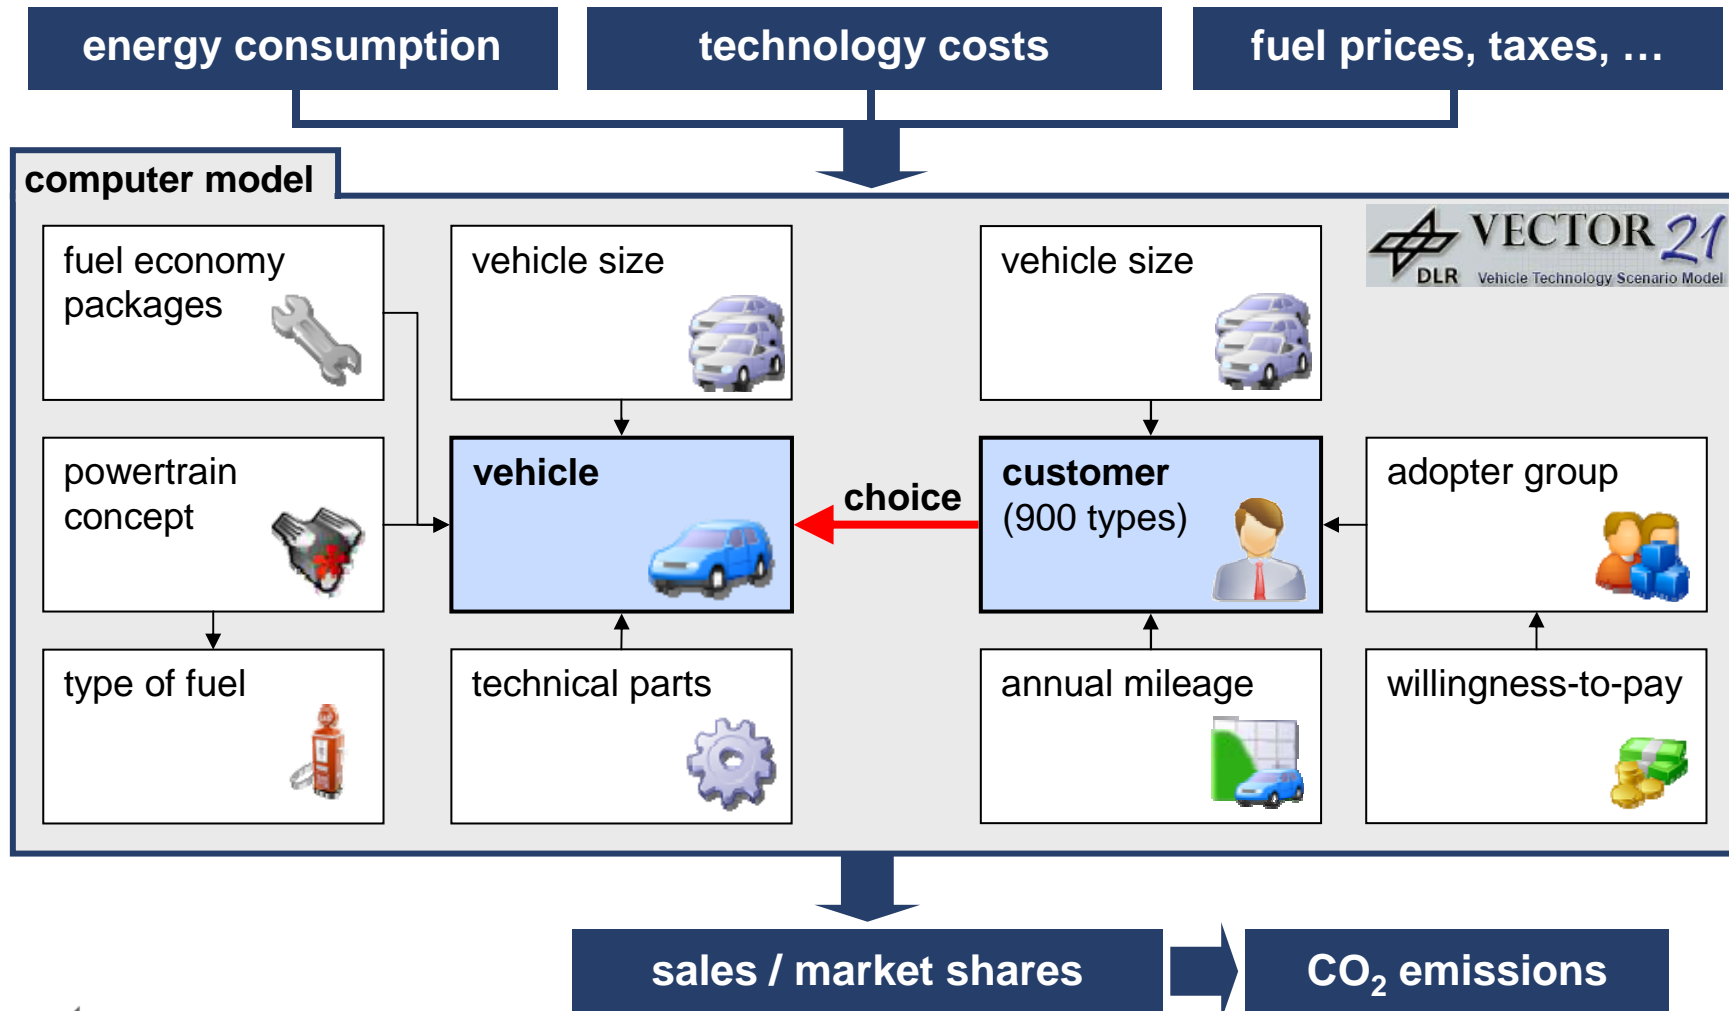 energy consumption
technology costs
fuel prices, taxes, …
computer model
VECTOR 21
DLR Vehicle Technology Scenario Model
fuel economy
packages
vehicle size
vehicle size
powertrain
concept
vehicle
choice
customer
(900 types)
adopter group
type of fuel
technical parts
annual mileage
willingness-to-pay
sales / market shares
CO₂ emissions